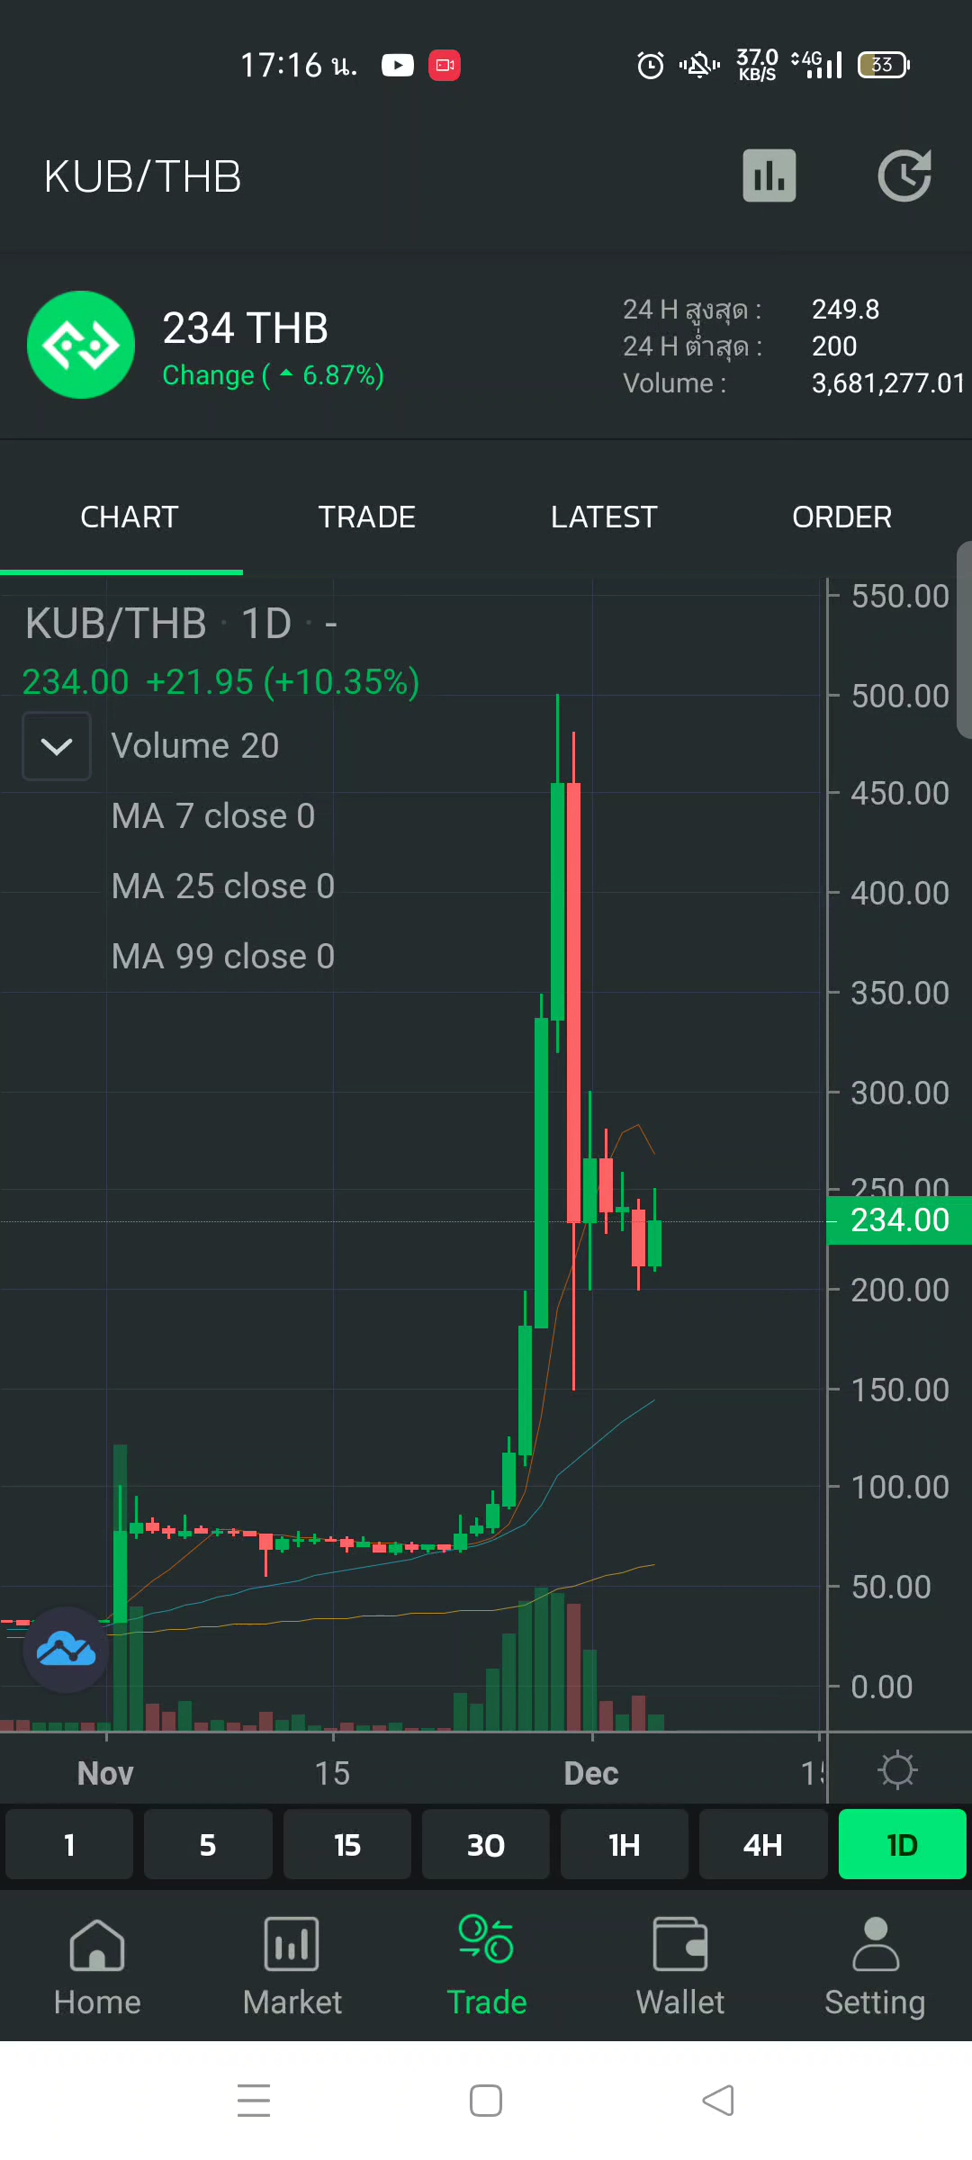 17:16 น.
37.0
KB/S
4G
33
KUB/THB
234 THB
Change ( 6.87%)
24 H สูงสุด : 249.8
24 H ต่ำสุด : 200
Volume : 3,681,277.01
CHART TRADE LATEST ORDER
KUB/THB · 1D · -
234.00 +21.95 (+10.35%)
Volume 20
MA 7 close 0
MA 25 close 0
MA 99 close 0
550.00
500.00
450.00
400.00
350.00
300.00
250.00
234.00
200.00
150.00
100.00
50.00
0.00
Nov 15 Dec 15
1 5 15 30 1H 4H 1D
Home Market Trade Wallet Setting